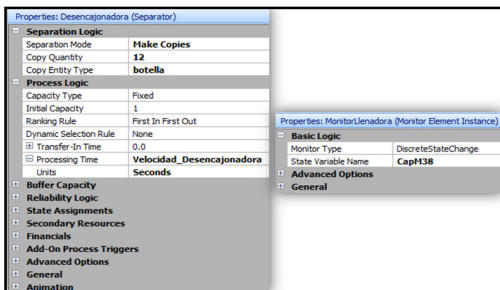 Properties: Desencajonadora (Separator)
Separation Logic
Separation Mode Make Copies
Copy Quantity 12
Copy Entity Type botella
Process Logic
Capacity Type Fixed
Initial Capacity 1
Ranking Rule First In First Out
Dynamic Selection Rule None
Transfer-In Time 0.0
Processing Time Velocidad_Desencajonadora
Units Seconds
Buffer Capacity
Reliability Logic
State Assignments
Secondary Resources
Financials
Add-On Process Triggers
Advanced Options
General
Animation
Properties: MonitorLlenadora (Monitor Element Instance)
Basic Logic
Monitor Type DiscreteStateChange
State Variable Name CapM38
Advanced Options
General